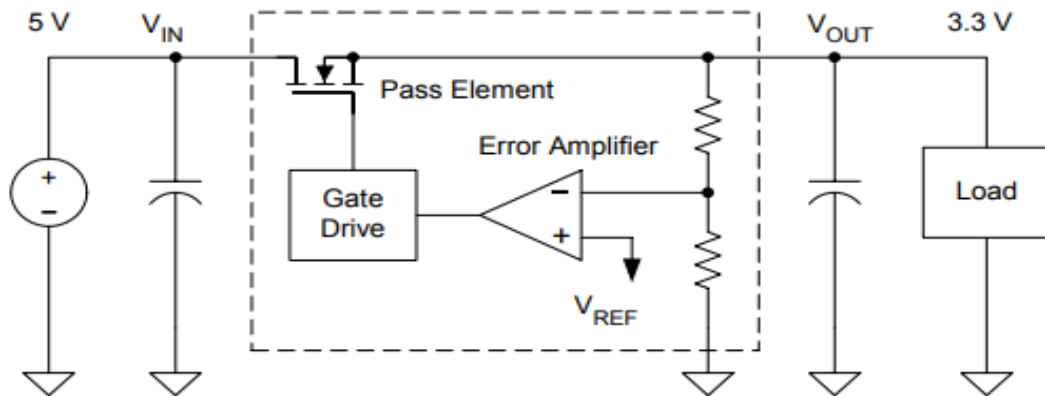 5 V
V_IN
V_OUT
3.3 V
Pass Element
Error Amplifier
+
−
Gate
Drive
−
+
V_REF
Load